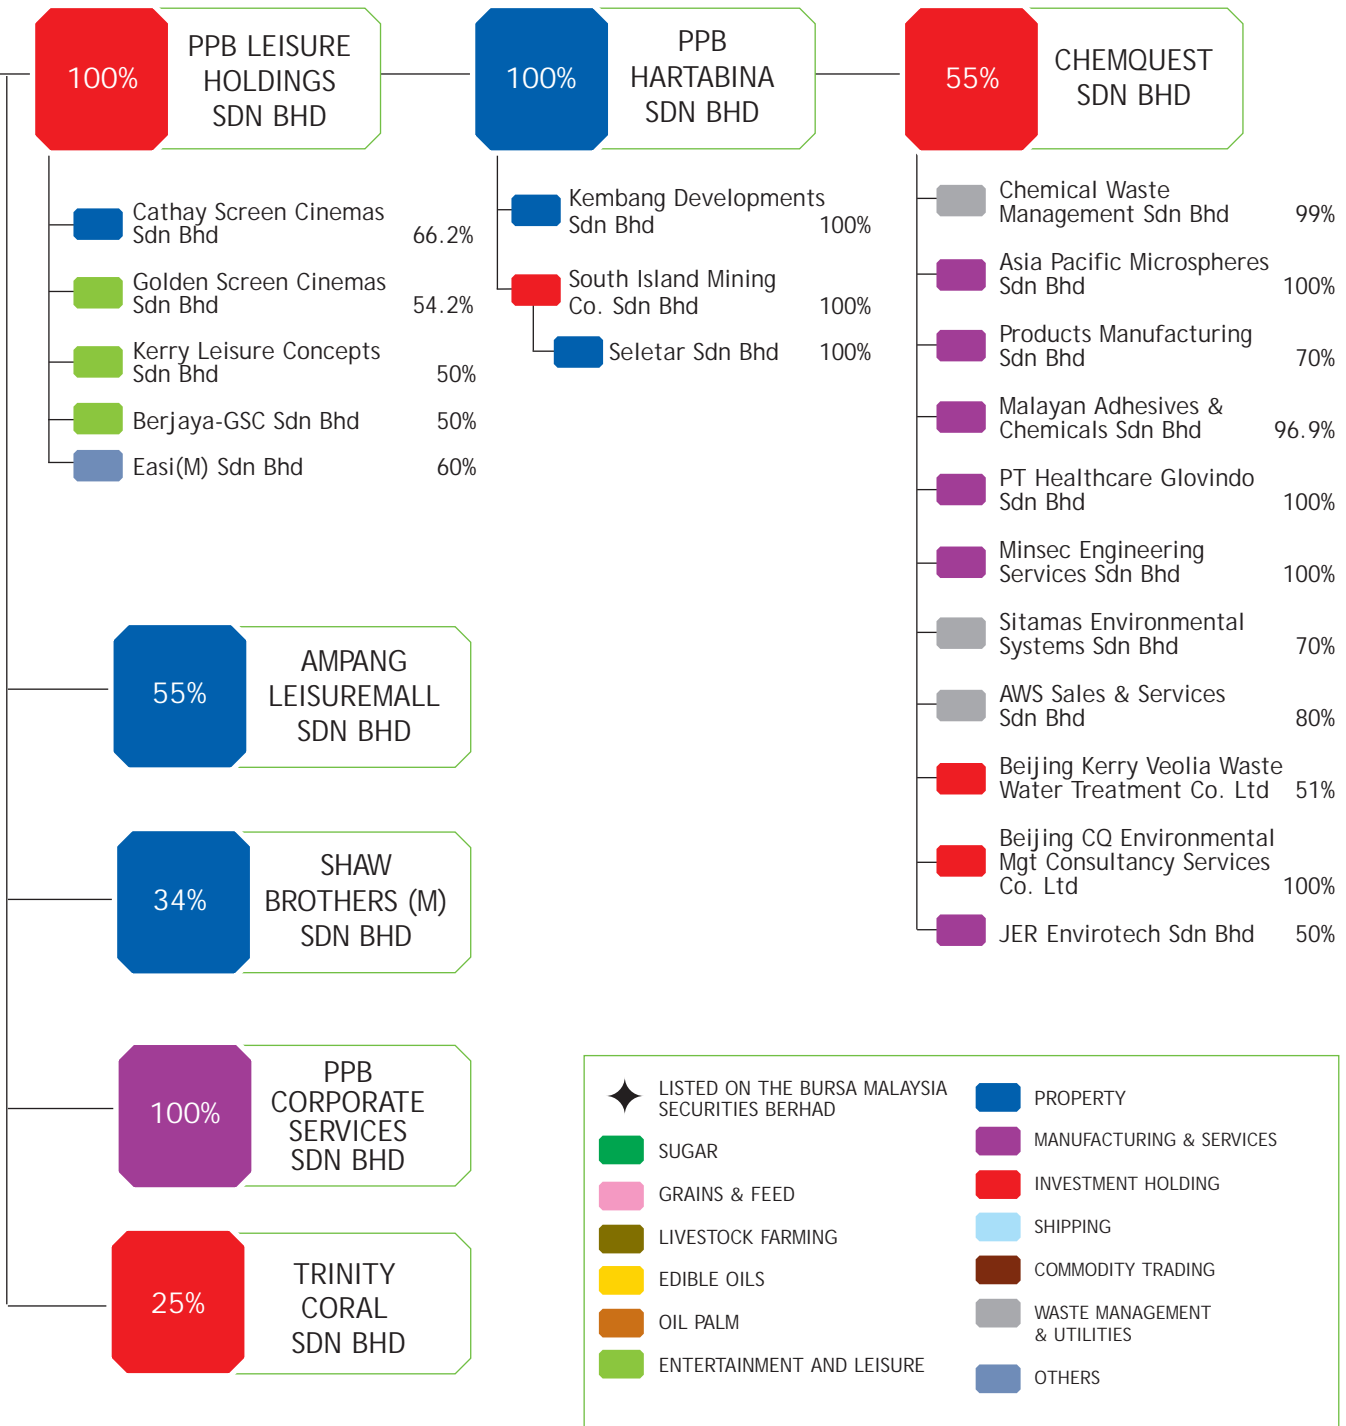 100%
PPB LEISURE
HOLDINGS
SDN BHD
Cathay Screen Cinemas
Sdn Bhd 66.2%
Golden Screen Cinemas
Sdn Bhd 54.2%
Kerry Leisure Concepts
Sdn Bhd 50%
Berjaya-GSC Sdn Bhd 50%
Easi(M) Sdn Bhd 60%
100%
PPB
HARTABINA
SDN BHD
Kembang Developments
Sdn Bhd 100%
South Island Mining
Co. Sdn Bhd 100%
Seletar Sdn Bhd 100%
55%
CHEMQUEST
SDN BHD
Chemical Waste
Management Sdn Bhd 99%
Asia Pacific Microspheres
Sdn Bhd 100%
Products Manufacturing
Sdn Bhd 70%
Malayan Adhesives &
Chemicals Sdn Bhd 96.9%
PT Healthcare Glovindo
Sdn Bhd 100%
Minsec Engineering
Services Sdn Bhd 100%
Sitamas Environmental
Systems Sdn Bhd 70%
AWS Sales & Services
Sdn Bhd 80%
Beijing Kerry Veolia Waste
Water Treatment Co. Ltd 51%
Beijing CQ Environmental
Mgt Consultancy Services
Co. Ltd 100%
JER Envirotech Sdn Bhd 50%
55%
AMPANG
LEISUREMALL
SDN BHD
34%
SHAW
BROTHERS (M)
SDN BHD
100%
PPB
CORPORATE
SERVICES
SDN BHD
25%
TRINITY
CORAL
SDN BHD
LISTED ON THE BURSA MALAYSIA
SECURITIES BERHAD
SUGAR
GRAINS & FEED
LIVESTOCK FARMING
EDIBLE OILS
OIL PALM
ENTERTAINMENT AND LEISURE
PROPERTY
MANUFACTURING & SERVICES
INVESTMENT HOLDING
SHIPPING
COMMODITY TRADING
WASTE MANAGEMENT
& UTILITIES
OTHERS